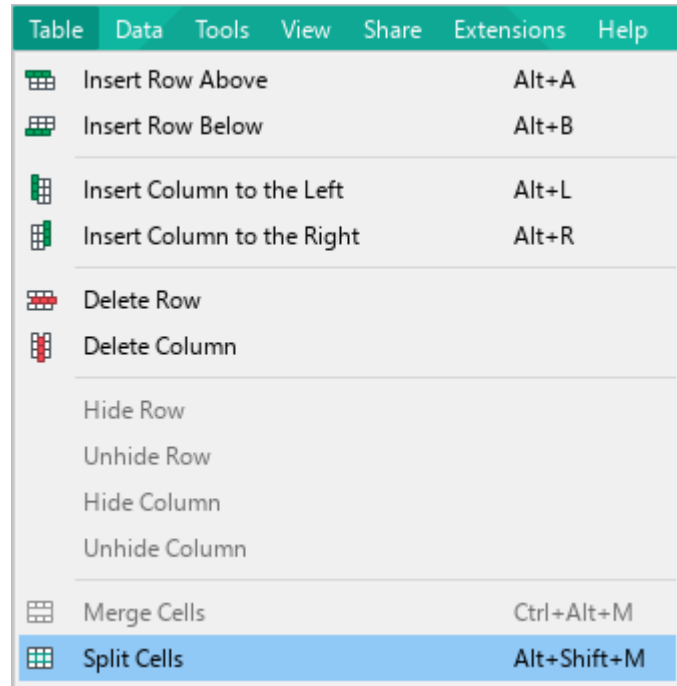 Table Data Tools View Share Extensions Help
Insert Row Above Alt+A
Insert Row Below Alt+B
Insert Column to the Left Alt+L
Insert Column to the Right Alt+R
Delete Row
Delete Column
Hide Row
Unhide Row
Hide Column
Unhide Column
Merge Cells Ctrl+Alt+M
Split Cells Alt+Shift+M